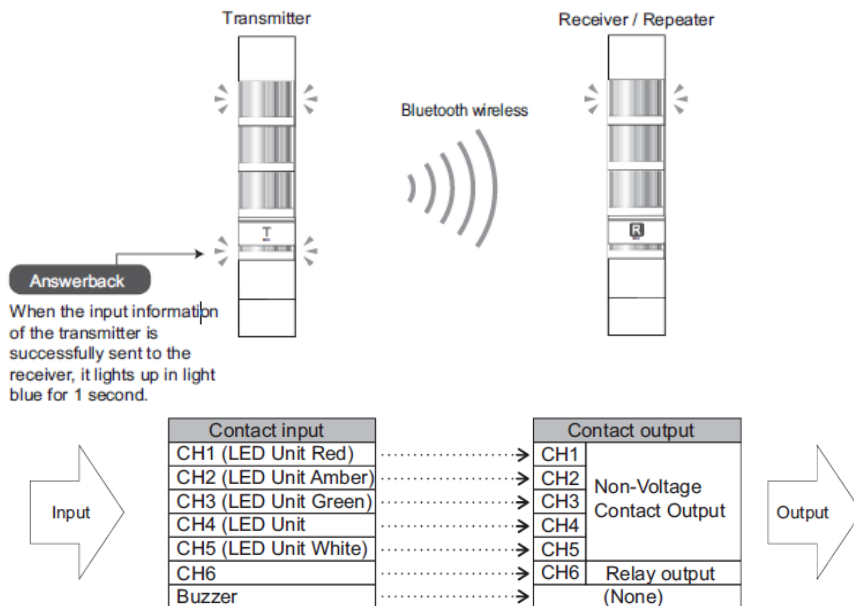 Transmitter
Receiver / Repeater
Bluetooth wireless
T
R
Answerback
When the input information
of the transmitter is
successfully sent to the
receiver, it lights up in light
blue for 1 second.
Contact input
Contact output
CH1 (LED Unit Red)
CH1
CH2 (LED Unit Amber)
CH2
CH3 (LED Unit Green)
CH3
Non-Voltage
Contact Output
CH4 (LED Unit
CH4
CH5 (LED Unit White)
CH5
CH6
CH6
Relay output
Buzzer
(None)
Input
Output